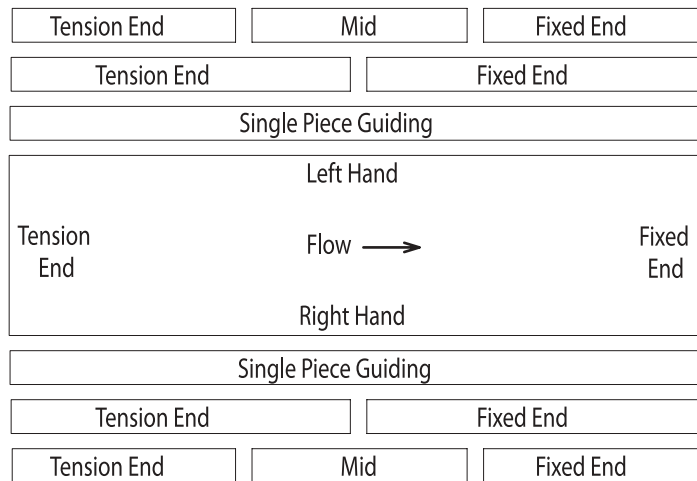 Tension End Mid Fixed End
Tension End Fixed End
Single Piece Guiding
Left Hand
Tension End Flow Fixed End
Right Hand
Single Piece Guiding
Tension End Fixed End
Tension End Mid Fixed End